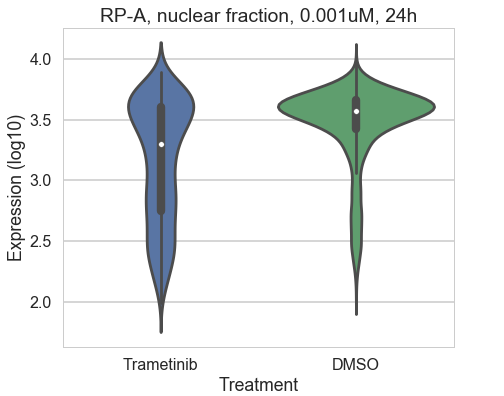 RP-A, nuclear fraction, 0.001uM, 24h
Expression (log10)
4.0
3.5
3.0
2.5
2.0
Trametinib DMSO
Treatment